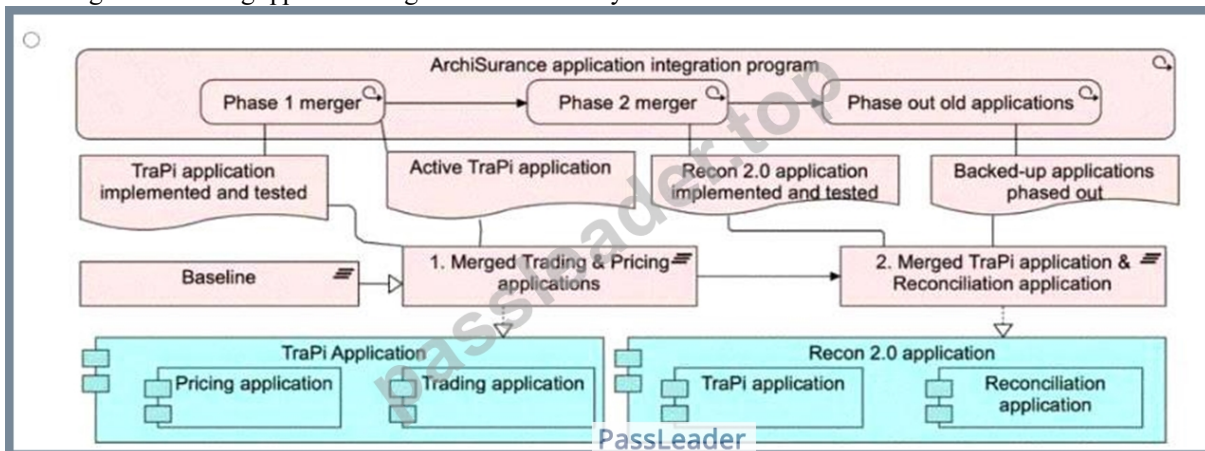 ArchiSurance application integration program
Phase 1 merger
Phase 2 merger
Phase out old applications
TraPi application
implemented and tested
Active TraPi application
Recon 2.0 application
implemented and tested
Backed-up applications
phased out
Baseline
1. Merged Trading & Pricing
applications
2. Merged TraPi application &
Reconciliation application
TraPi Application
Pricing application
Trading application
Recon 2.0 application
TraPi application
Reconciliation
application
passleader.top
PassLeader